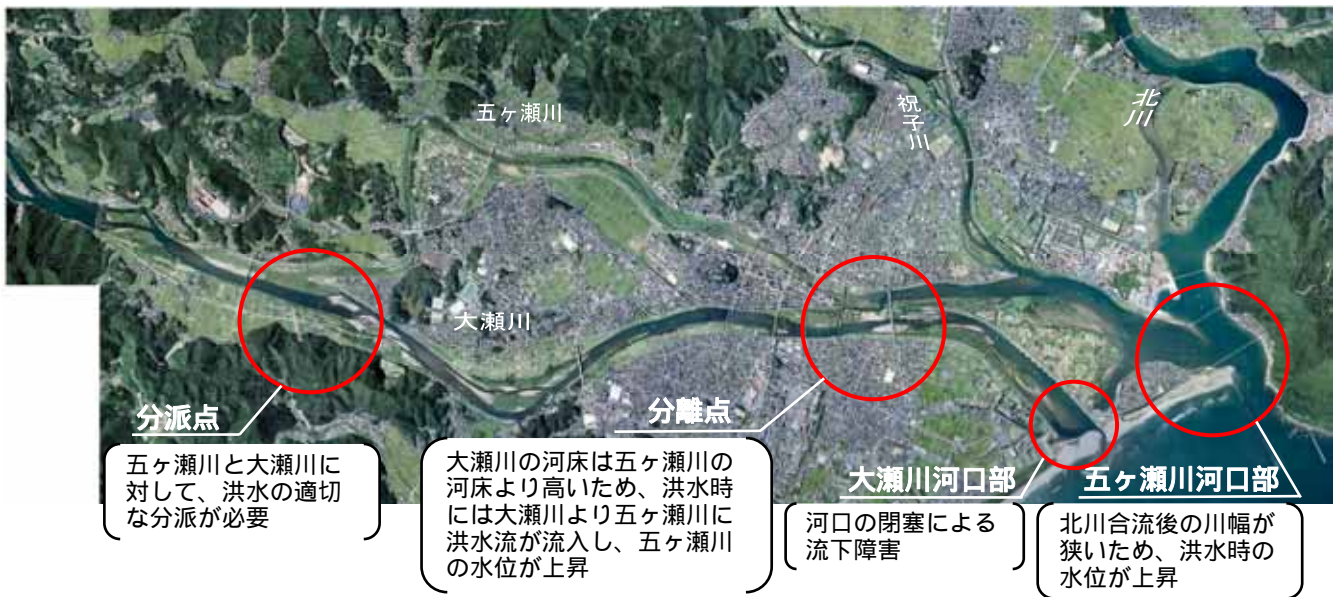 五ヶ瀬川
祝子川
北川
大瀬川
分派点
五ヶ瀬川と大瀬川に
対して、洪水の適切
な分派が必要
分離点
大瀬川の河床は五ヶ瀬川の
河床より高いため、洪水時
には大瀬川より五ヶ瀬川に
洪水流が流入し、五ヶ瀬川
の水位が上昇
大瀬川河口部
河口の閉塞による
流下障害
五ヶ瀬川河口部
北川合流後の川幅が
狭いため、洪水時の
水位が上昇